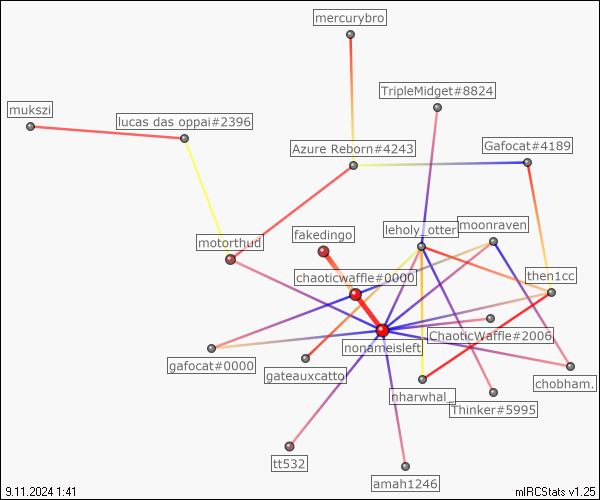 mercurybro
TripleMidget#8824
mukszi
lucas das oppai#2396
Azure Reborn#4243
Gafocat#4189
leholy_otter
moonraven
fakedingo
motorthud
chaoticwaffle#0000
then1cc
ChaoticWaffle#2006
nonameisleft
gafocat#0000
gateauxcatto
chobham.
nharwhal_
Thinker#5995
tt532
amah1246
9.11.2024 1:41
mIRCStats v1.25